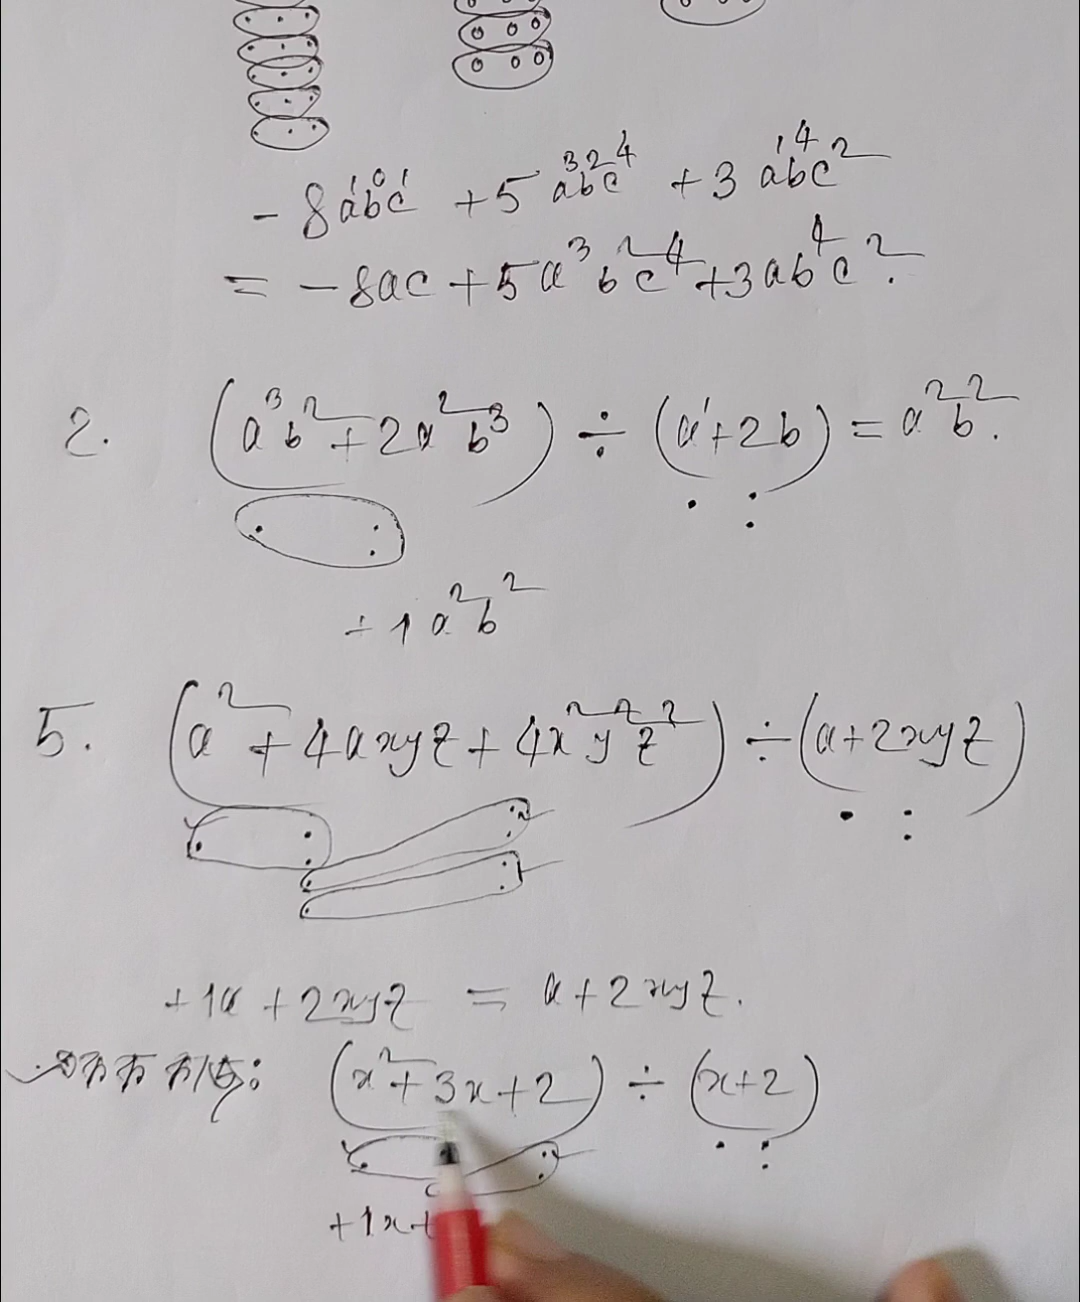 - 8a¹b⁰c¹ + 5a³b²c⁴ + 3a¹b⁴c²
= - 8ac + 5a³b²c⁴ + 3ab⁴c².
2. (a³b² + 2a²b³) ÷ (a¹ + 2b) = a²b².
÷ 1a²b²
5. (a² + 4axyz + 4x²y²z²) ÷ (a + 2xyz)
+ 1a + 2xyz = a + 2xyz.
(x² + 3x + 2) ÷ (x + 2)
+ 1x +